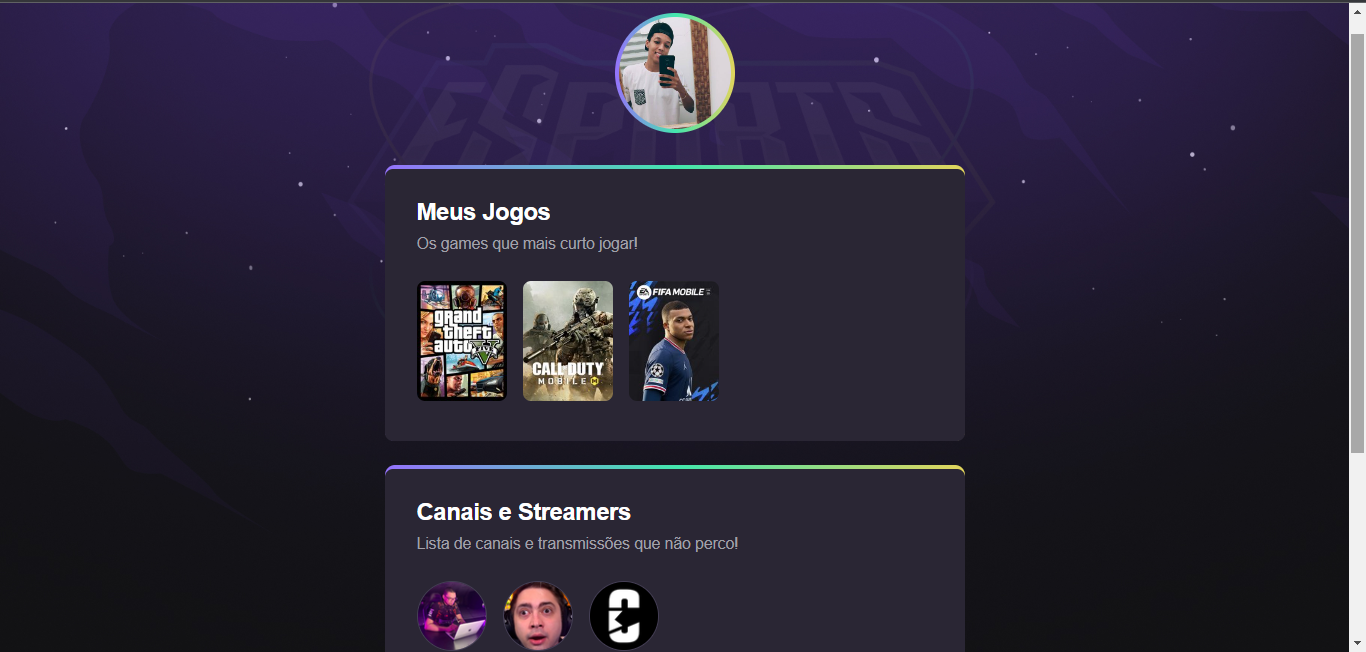 ESPORTS
Meus Jogos
Os games que mais curto jogar!
grand
theft
auto
V
CALL OF DUTY
MOBILE
EA FIFA MOBILE
Canais e Streamers
Lista de canais e transmissões que não perco!